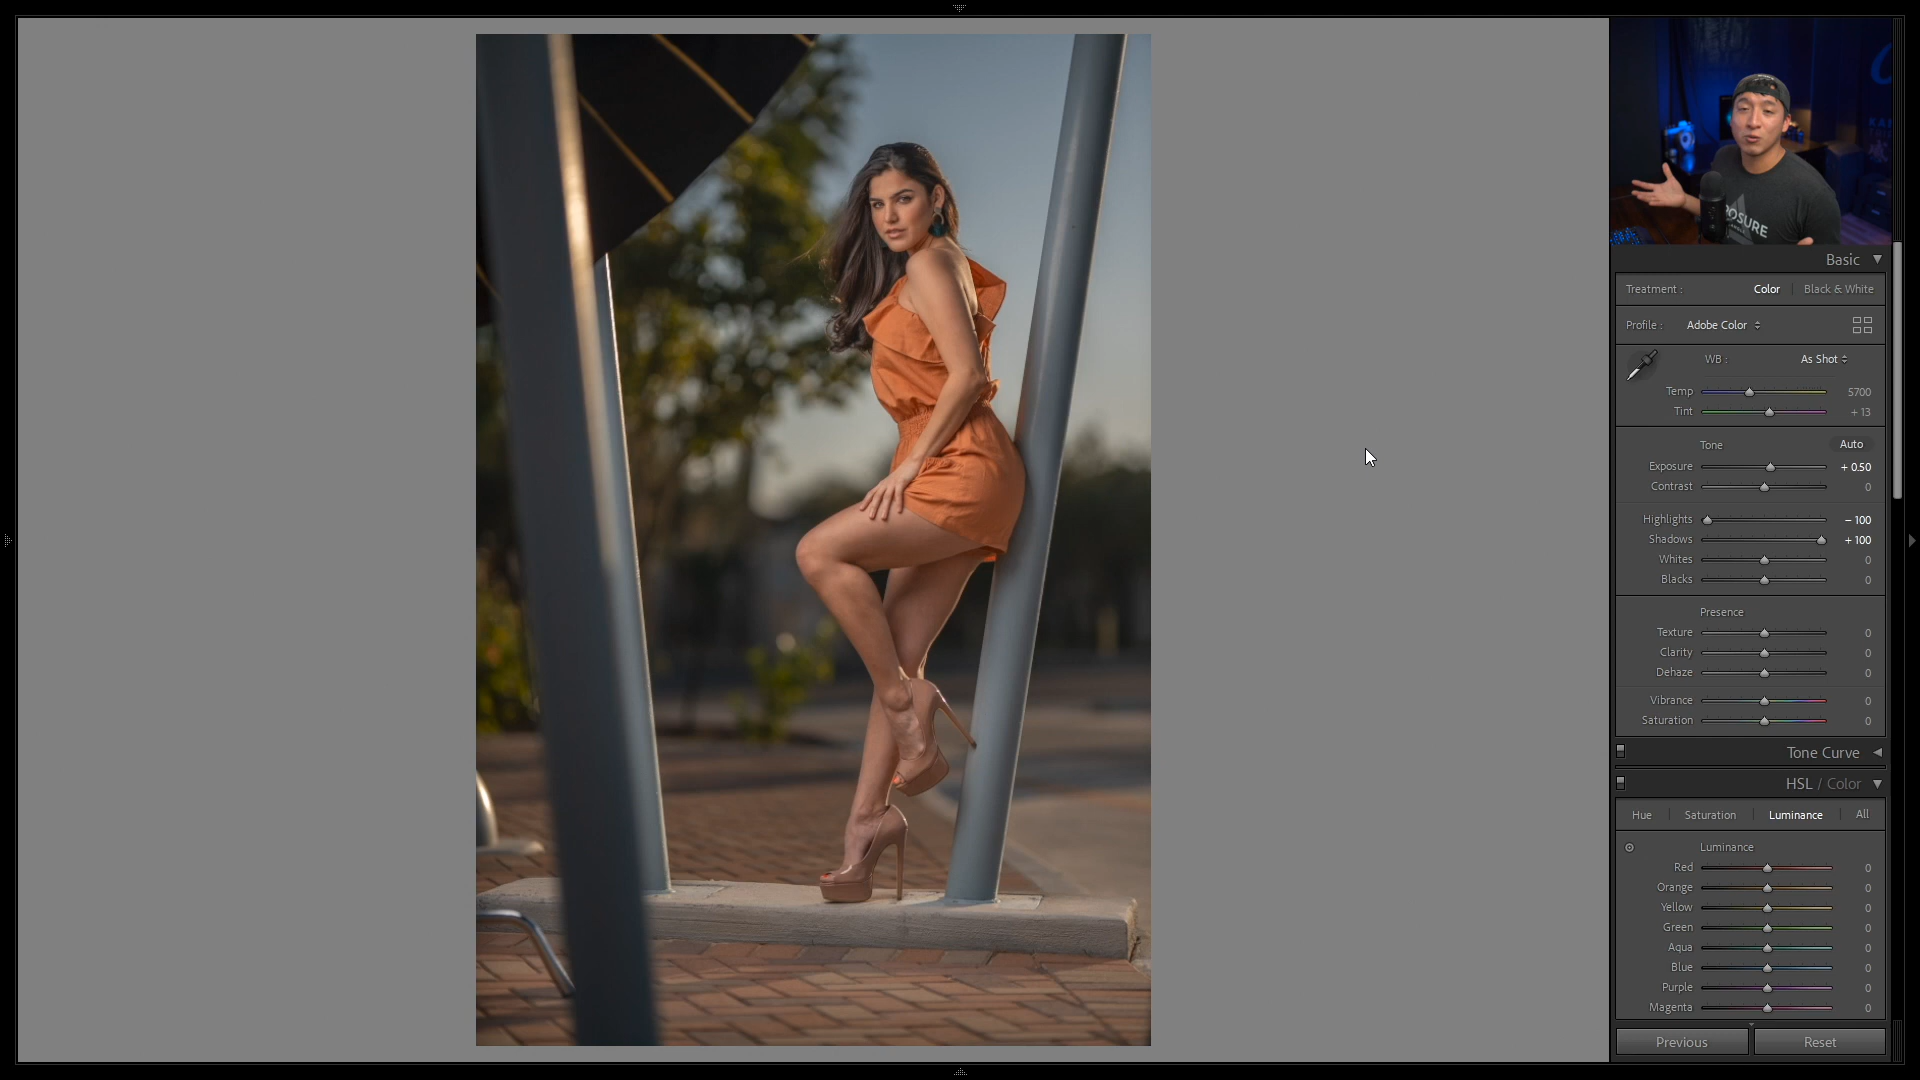 POSURE
Basic
Treatment : Color Black & White
Profile : Adobe Color
WB : As Shot
Temp 5700
Tint + 13
Tone Auto
Exposure + 0.50
Contrast 0
Highlights – 100
Shadows + 100
Whites 0
Blacks 0
Presence
Texture 0
Clarity 0
Dehaze 0
Vibrance 0
Saturation 0
Tone Curve
HSL / Color
Hue Saturation Luminance All
Luminance
Red 0
Orange 0
Yellow 0
Green 0
Aqua 0
Blue 0
Purple 0
Magenta 0
Previous Reset